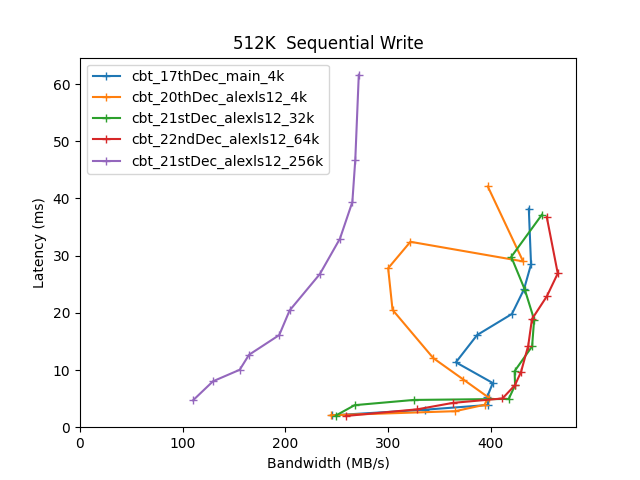 512K  Sequential Write
cbt_17thDec_main_4k
cbt_20thDec_alexls12_4k
cbt_21stDec_alexls12_32k
cbt_22ndDec_alexls12_64k
cbt_21stDec_alexls12_256k
Latency (ms)
60
50
40
30
20
10
0
0 100 200 300 400
Bandwidth (MB/s)